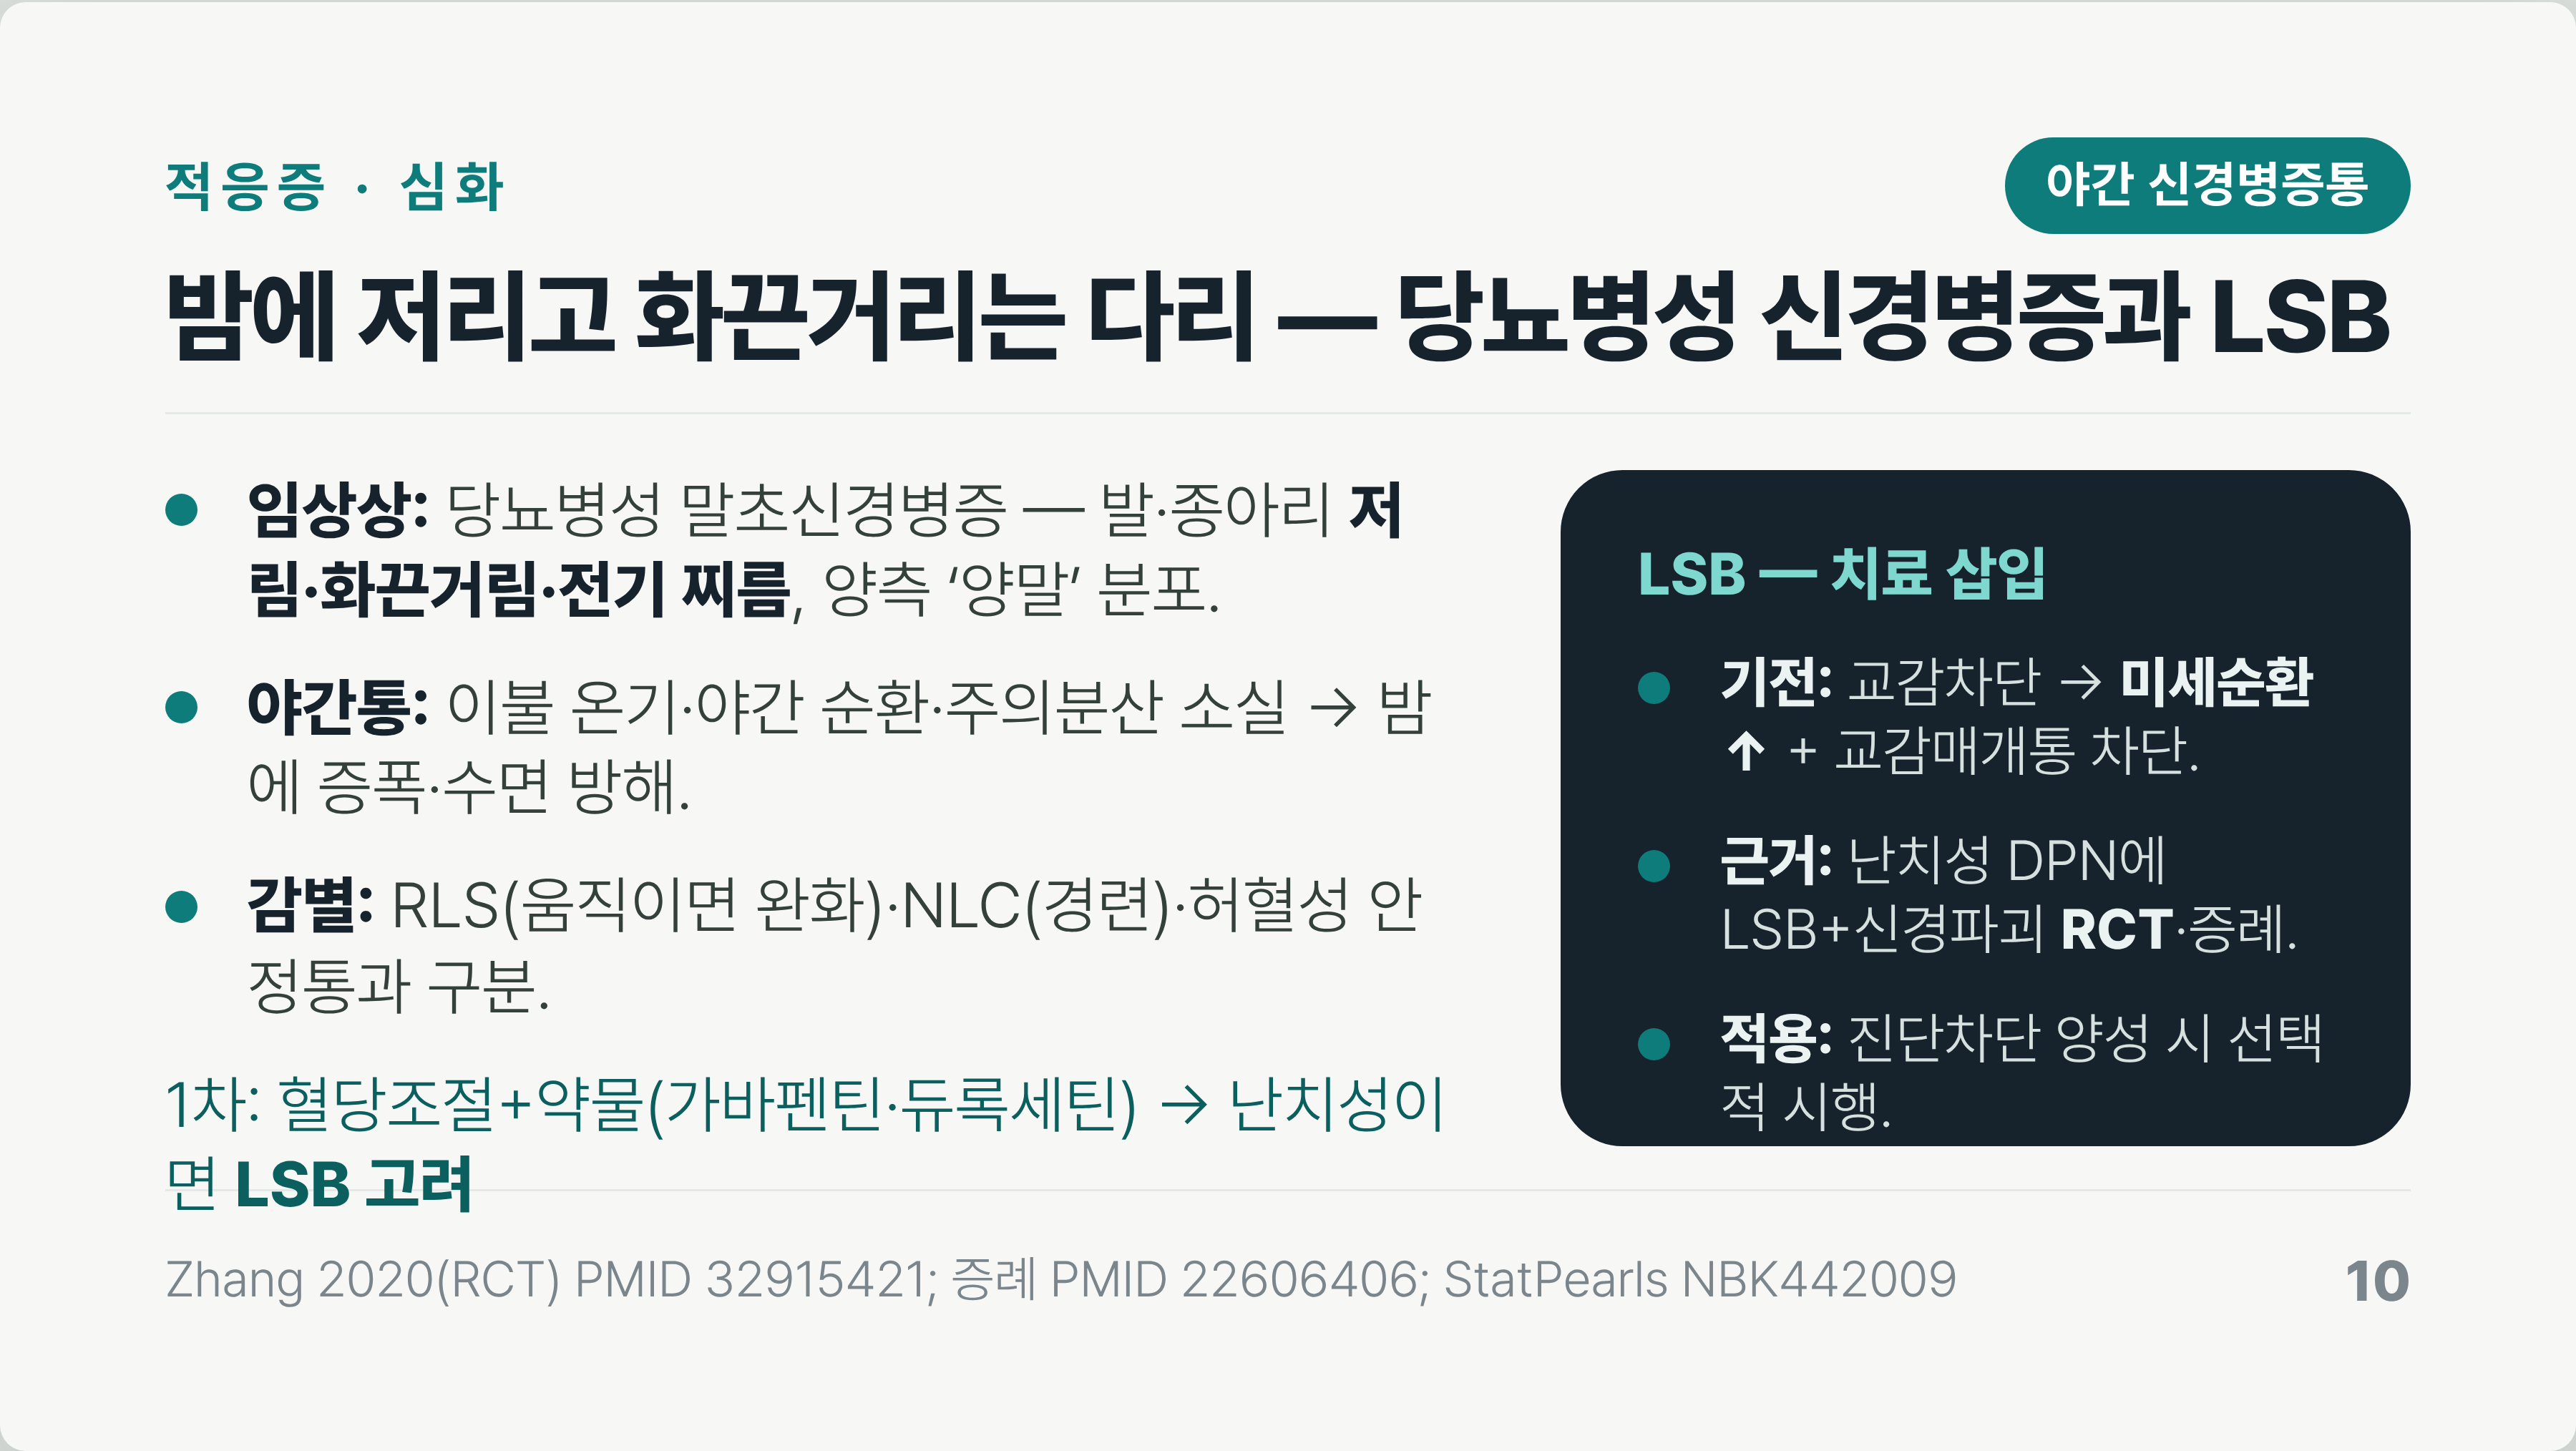 적응증 · 심화
야간 신경병증통
밤에 저리고 화끈거리는 다리 — 당뇨병성 신경병증과 LSB
임상상: 당뇨병성 말초신경병증 — 발·종아리 저
림·화끈거림·전기 찌름, 양측 ‘양말’ 분포.
야간통: 이불 온기·야간 순환·주의분산 소실 → 밤
에 증폭·수면 방해.
감별: RLS(움직이면 완화)·NLC(경련)·허혈성 안
정통과 구분.
1차: 혈당조절+약물(가바펜틴·듀록세틴) → 난치성이
면 LSB 고려
LSB — 치료 삽입
기전: 교감차단 → 미세순환
↑ + 교감매개통 차단.
근거: 난치성 DPN에
LSB+신경파괴 RCT·증례.
적용: 진단차단 양성 시 선택
적 시행.
Zhang 2020(RCT) PMID 32915421; 증례 PMID 22606406; StatPearls NBK442009
10